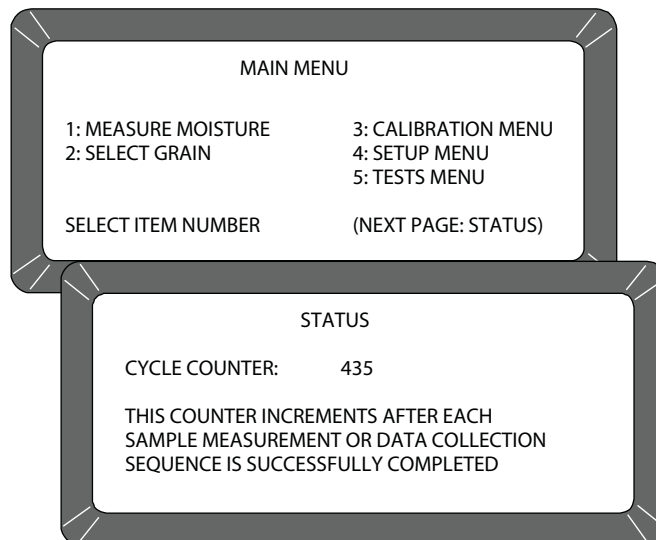 MAIN MENU
1: MEASURE MOISTURE
2: SELECT GRAIN
3: CALIBRATION MENU
4: SETUP MENU
5: TESTS MENU
SELECT ITEM NUMBER
(NEXT PAGE: STATUS)
STATUS
CYCLE COUNTER: 435
THIS COUNTER INCREMENTS AFTER EACH
SAMPLE MEASUREMENT OR DATA COLLECTION
SEQUENCE IS SUCCESSFULLY COMPLETED